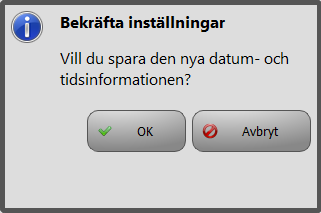 Bekräfta inställningar
Vill du spara den nya datum- och
tidsinformationen?
OK
Avbryt